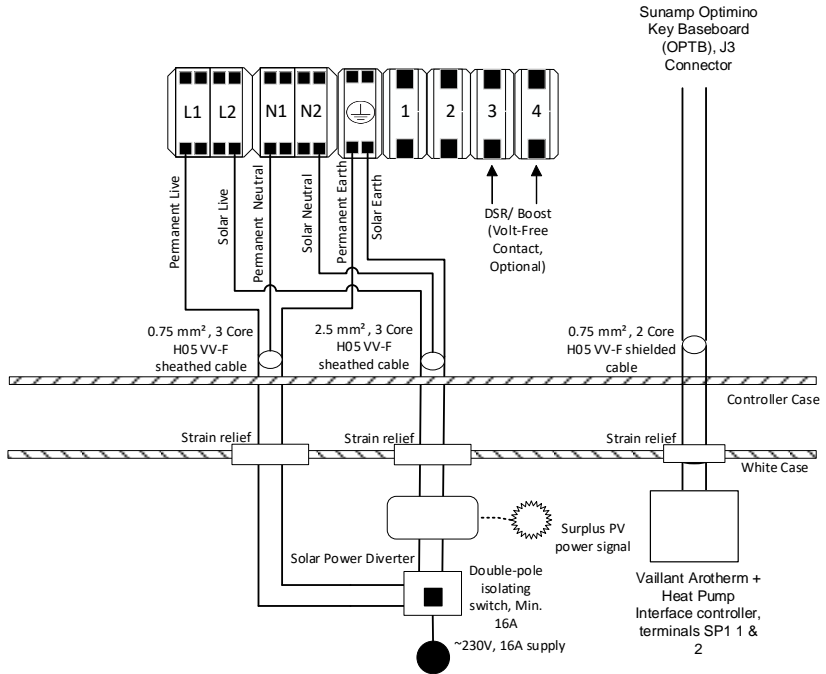 Sunamp Optimino
Key Baseboard
(OPTB), J3
Connector
L1
L2
N1
N2
1
2
3
4
Permanent Live
Solar Live
Permanent Neutral
Solar Neutral
Permanent Earth
Solar Earth
DSR/ Boost
(Volt-Free
Contact,
Optional)
0.75 mm², 3 Core
H05 VV-F
sheathed cable
2.5 mm², 3 Core
H05 VV-F
sheathed cable
0.75 mm², 2 Core
H05 VV-F shielded
cable
Controller Case
Strain relief
Strain relief
Strain relief
White Case
Surplus PV
power signal
Solar Power Diverter
Double-pole
isolating
switch, Min.
16A
~230V, 16A supply
Vaillant Arotherm +
Heat Pump
Interface controller,
terminals SP1 1 &
2